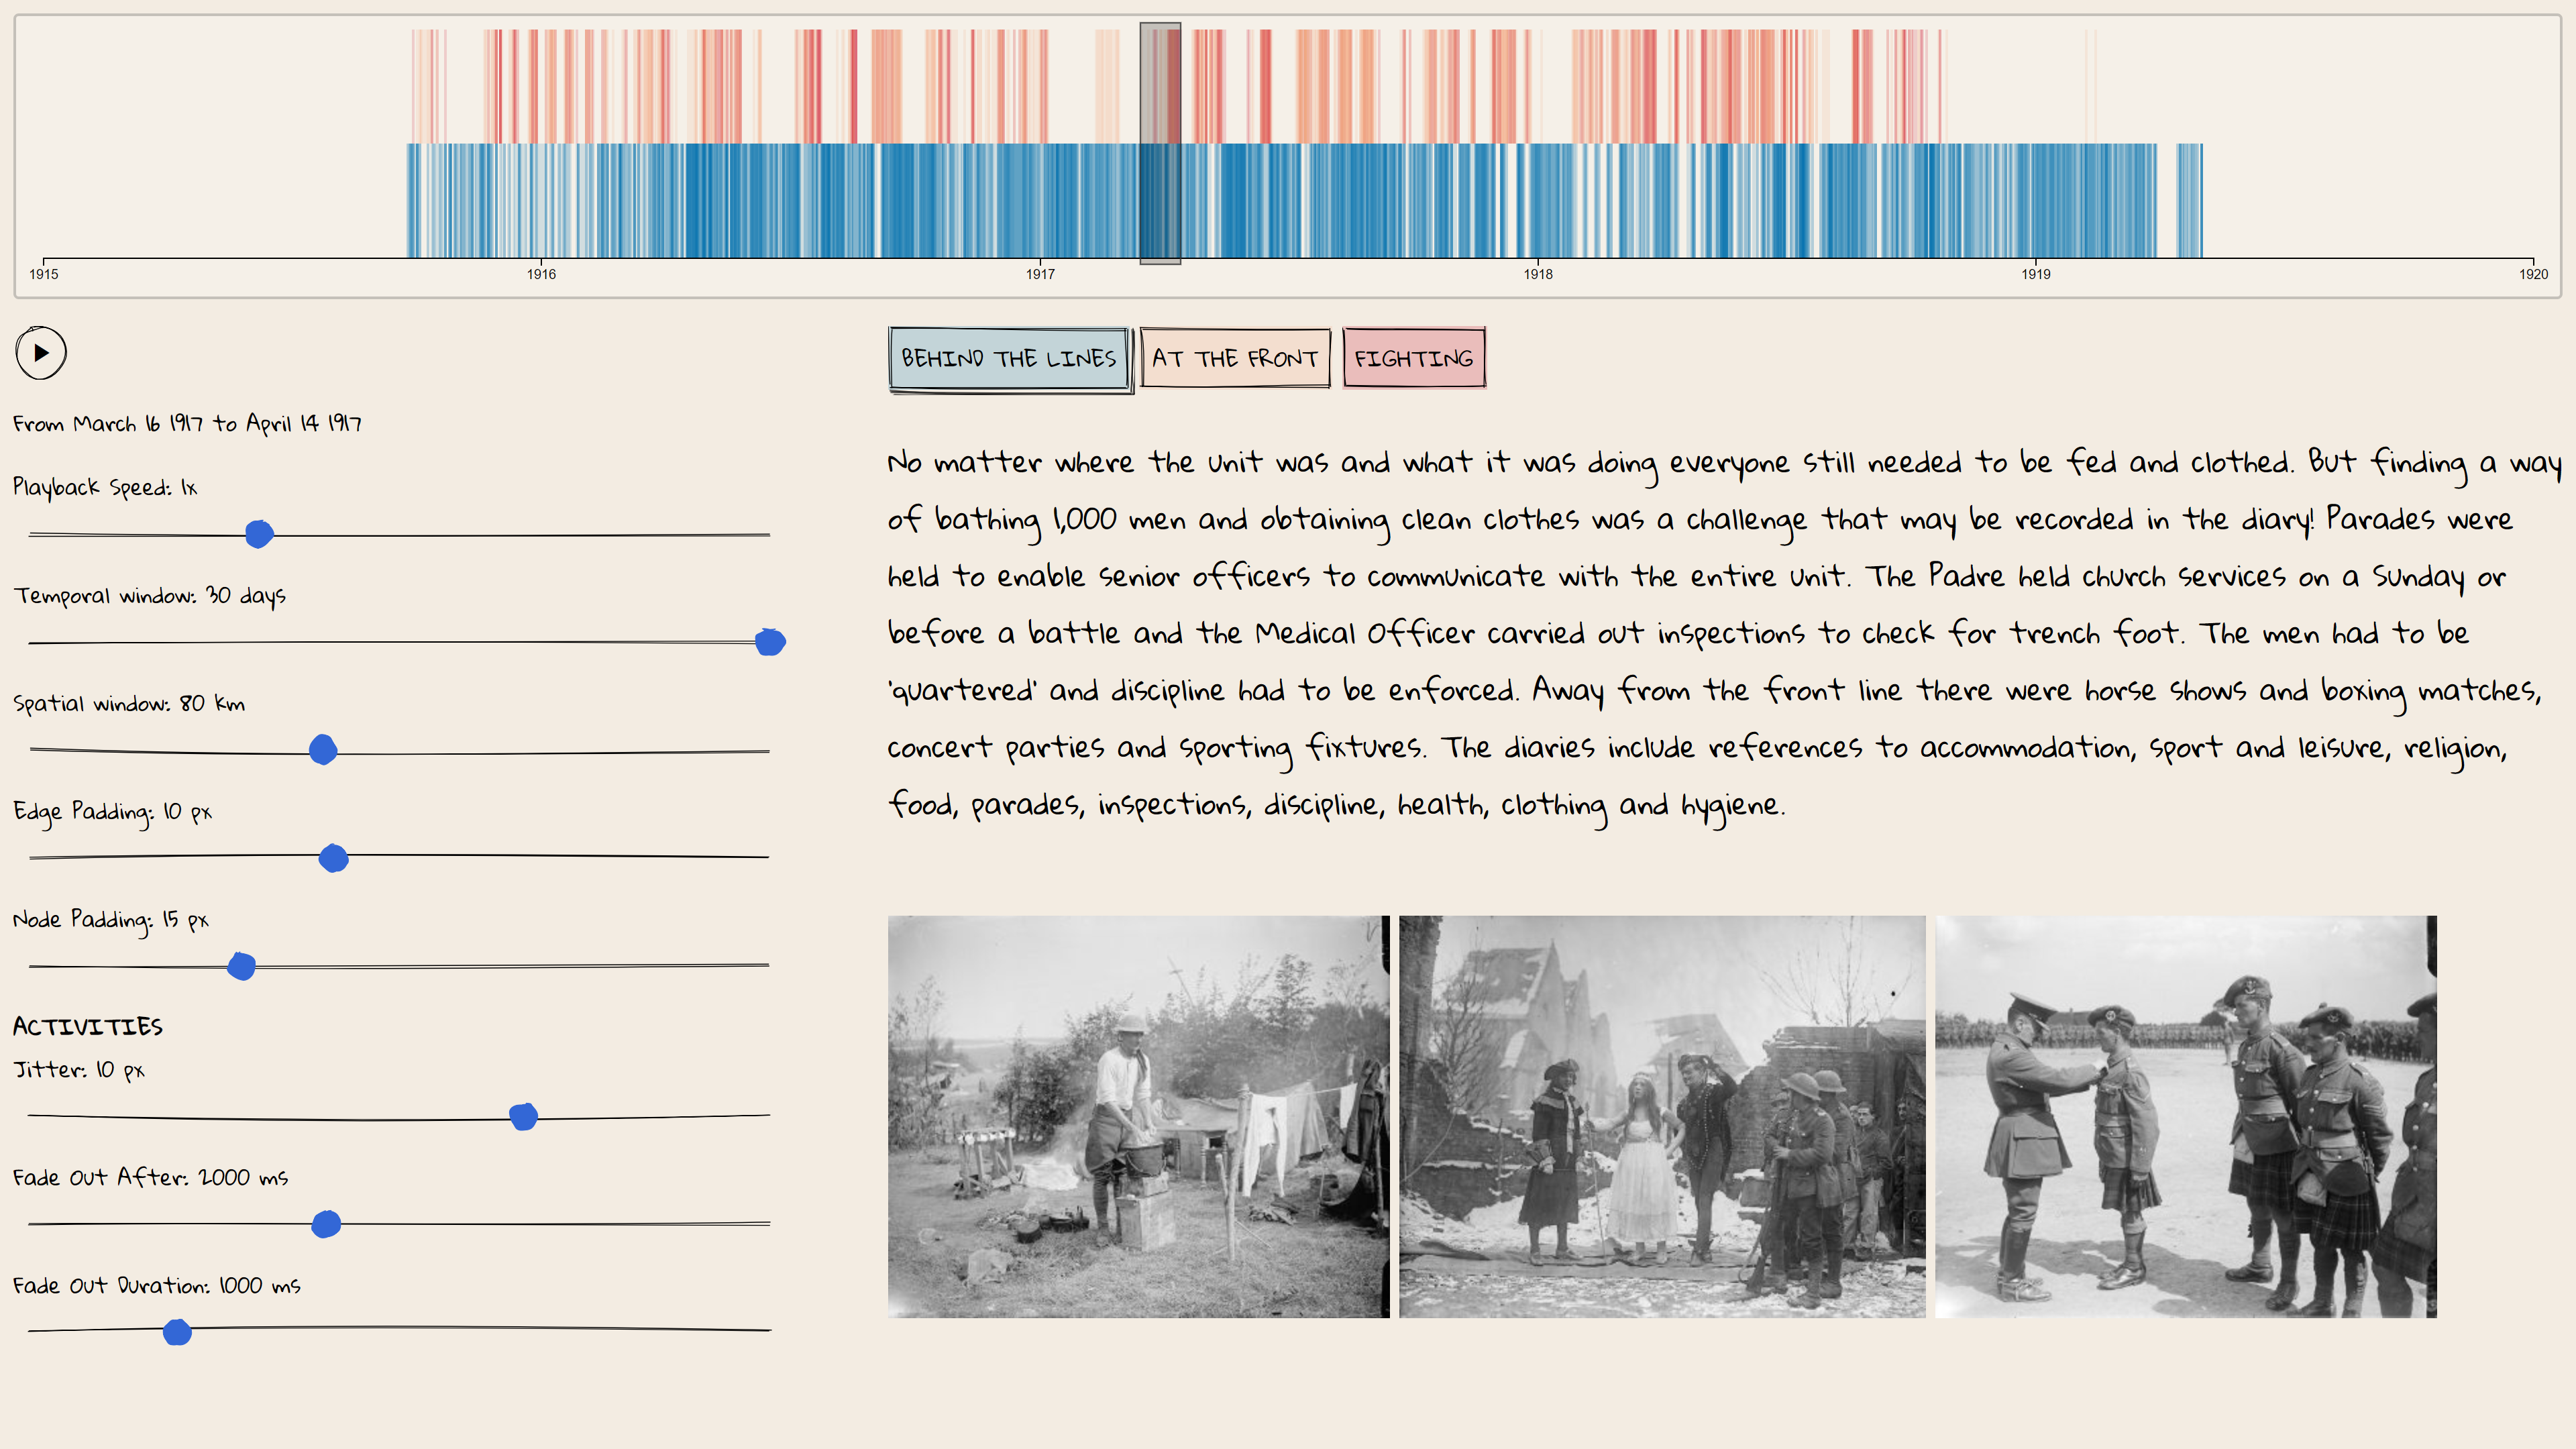 1915
1916
1917
1918
1919
1920
BEHIND THE LINES
AT THE FRONT
FIGHTING
From March 16 1917 to April 14 1917
Playback Speed: 1x
Temporal window: 30 days
Spatial window: 80 km
Edge Padding: 10 px
Node Padding: 15 px
ACTIVITIES
Jitter: 10 px
Fade Out After: 2000 ms
Fade Out Duration: 1000 ms
No matter where the unit was and what it was doing everyone still needed to be fed and clothed. But finding a way
of bathing 1,000 men and obtaining clean clothes was a challenge that may be recorded in the diary! Parades were
held to enable senior officers to communicate with the entire unit. The Padre held church services on a Sunday or
before a battle and the Medical Officer carried out inspections to check for trench foot. The men had to be
'quartered' and discipline had to be enforced. Away from the front line there were horse shows and boxing matches,
concert parties and sporting fixtures. The diaries include references to accommodation, sport and leisure, religion,
food, parades, inspections, discipline, health, clothing and hygiene.